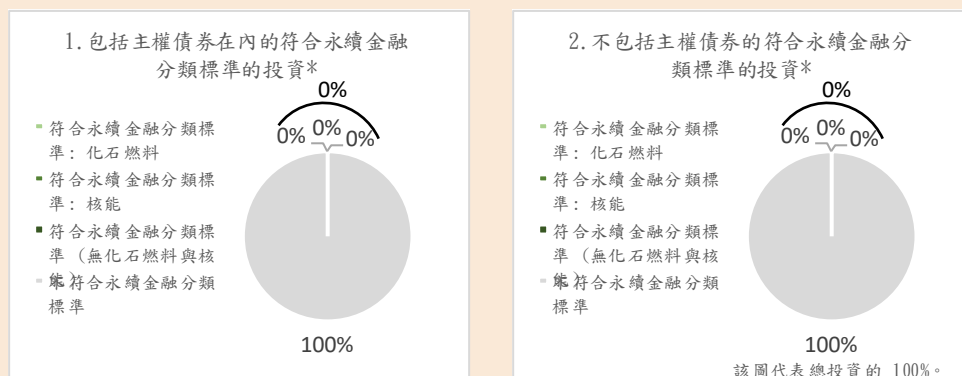 1.包括主權債券在內的符合永續金融
分類標準的投資*
0%
0% 0% 0%
符合永續金融分類標
準: 化石燃料
符合永續金融分類標
準: 核能
符合永續金融分類標
準 (無化石燃料與核
能)
不符合永續金融分類
標準
100%
2.不包括主權債券的符合永續金融分
類標準的投資*
0%
0% 0% 0%
符合永續金融分類標
準: 化石燃料
符合永續金融分類標
準: 核能
符合永續金融分類標
準 (無化石燃料與核
能)
不符合永續金融分類
標準
100%
該圖代表總投資的 100%。